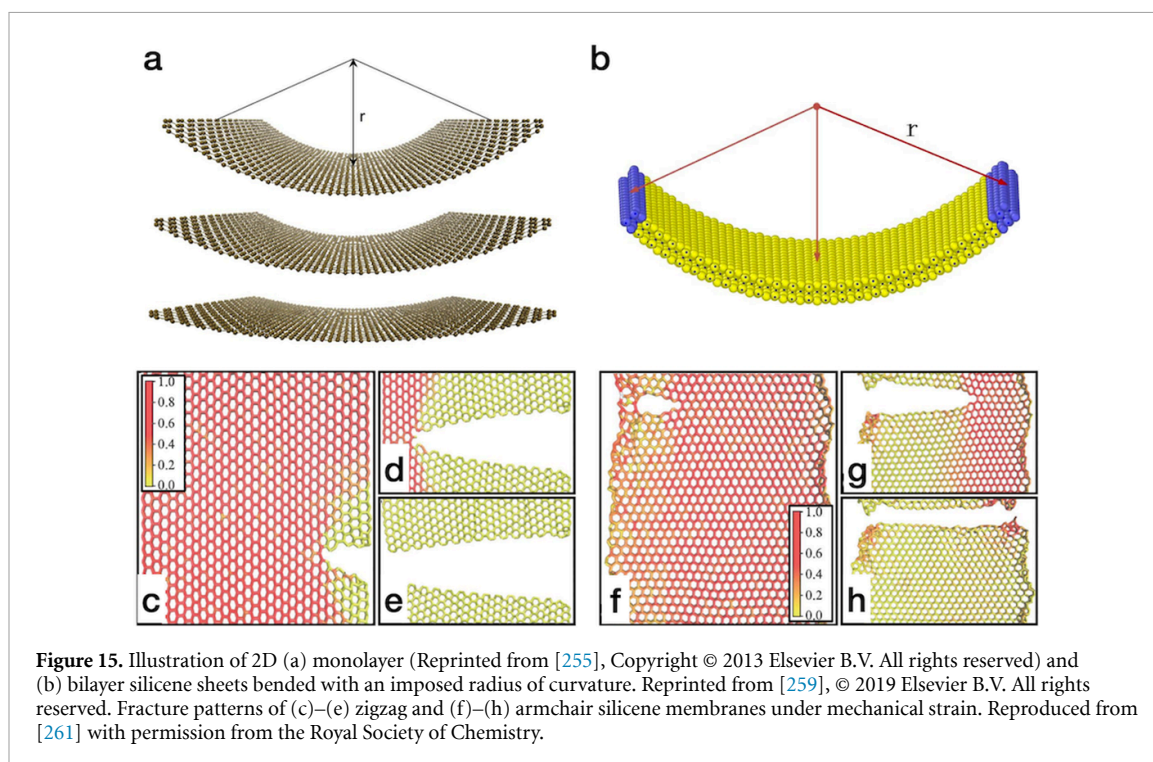 a
b
r
r
1.0
0.8
0.6
0.4
0.2
0.0
c
d
e
f
1.0
0.8
0.6
0.4
0.2
0.0
g
h
Figure 15. Illustration of 2D (a) monolayer (Reprinted from [255], Copyright © 2013 Elsevier B.V. All rights reserved) and
(b) bilayer silicene sheets bended with an imposed radius of curvature. Reprinted from [259], © 2019 Elsevier B.V. All rights
reserved. Fracture patterns of (c)–(e) zigzag and (f)–(h) armchair silicene membranes under mechanical strain. Reproduced from
[261] with permission from the Royal Society of Chemistry.